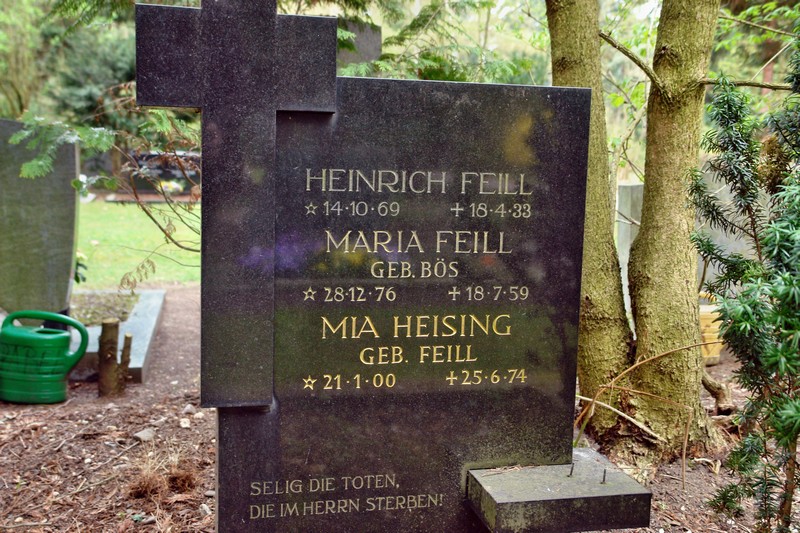 HEINRICH FEILL
☆ 14·10·69 ✝ 18·4·33
MARIA FEILL
GEB. BÖS
☆ 28·12·76 ✝ 18·7·59
MIA HEISING
GEB. FEILL
☆ 21·1·00 ✝ 25·6·74
SELIG DIE TOTEN,
DIE IM HERRN STERBEN!